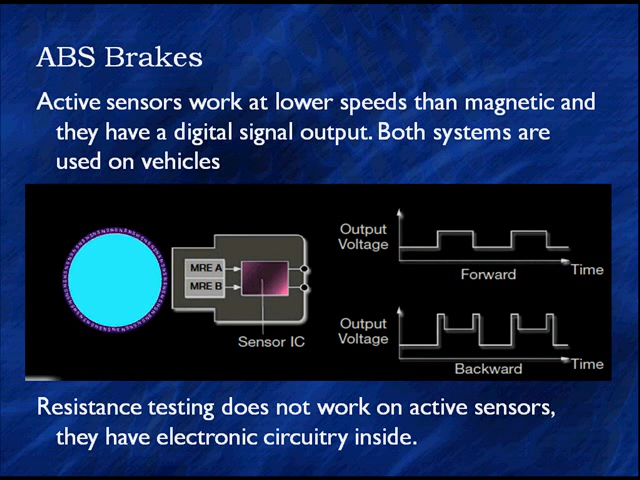 ABS Brakes
Active sensors work at lower speeds than magnetic and
they have a digital signal output. Both systems are
used on vehicles
MRE A
MRE B
Sensor IC
Output
Voltage
Forward
Time
Output
Voltage
Backward
Time
Resistance testing does not work on active sensors,
they have electronic circuitry inside.